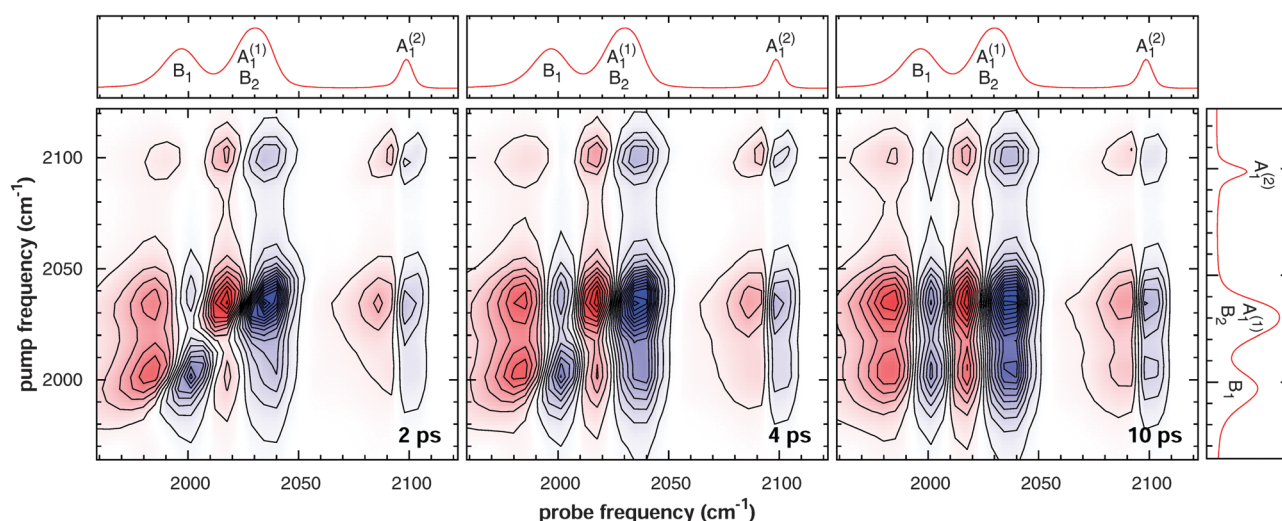 B₁ A₁⁽¹⁾ B₂ A₁⁽²⁾
B₁ A₁⁽¹⁾ B₂ A₁⁽²⁾
B₁ A₁⁽¹⁾ B₂ A₁⁽²⁾
pump frequency (cm⁻¹)
2100
2050
2000
2 ps
4 ps
10 ps
A₁⁽²⁾
A₁⁽¹⁾
B₂
B₁
2000 2050 2100 2000 2050 2100 2000 2050 2100
probe frequency (cm⁻¹)